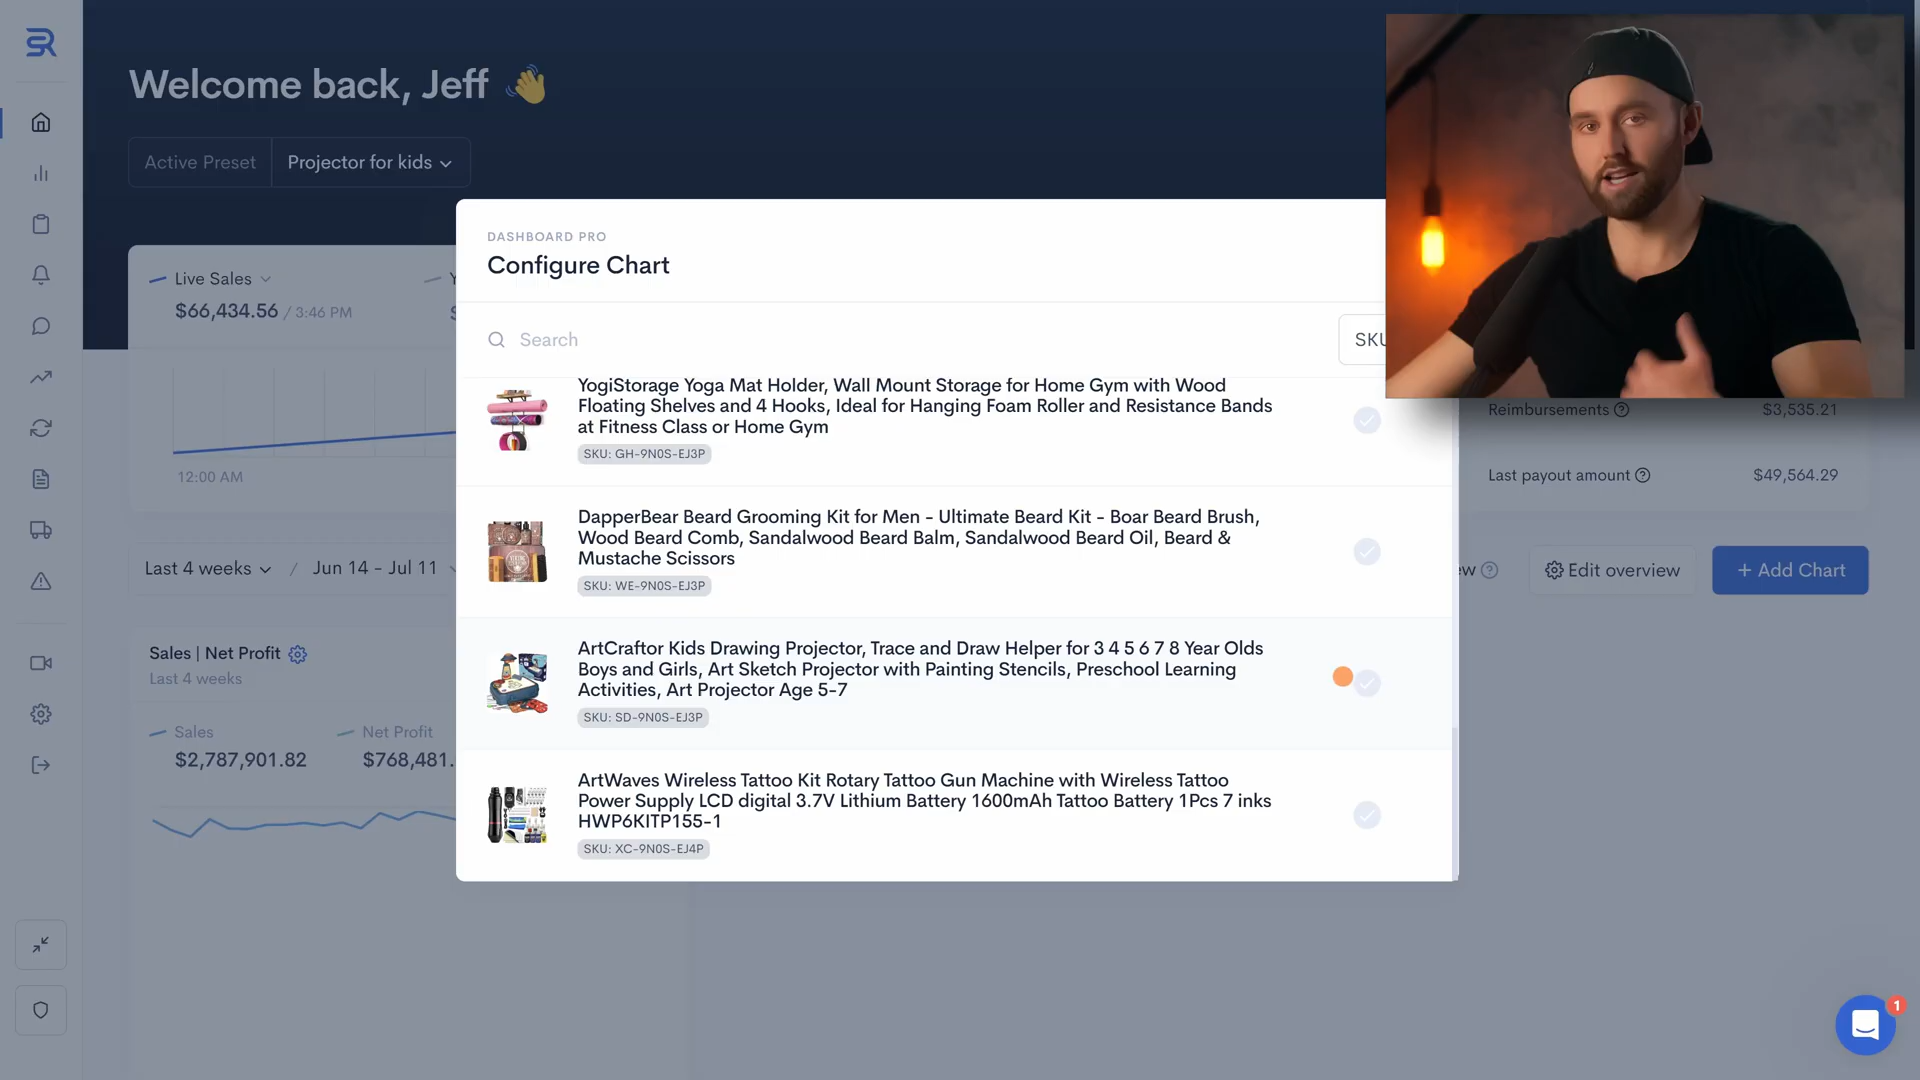 Welcome back, Jeff
Active Preset
Projector for kids
Live Sales
$66,434.56 / 3:46 PM
12:00 AM
Last 4 weeks / Jun 14 - Jul 11
Sales | Net Profit
Last 4 weeks
Sales
$2,787,901.82
Net Profit
$768,481.
DASHBOARD PRO
Configure Chart
Search
SKU
YogiStorage Yoga Mat Holder, Wall Mount Storage for Home Gym with Wood
Floating Shelves and 4 Hooks, Ideal for Hanging Foam Roller and Resistance Bands
at Fitness Class or Home Gym
SKU: GH-9N0S-EJ3P
DapperBear Beard Grooming Kit for Men - Ultimate Beard Kit - Boar Beard Brush,
Wood Beard Comb, Sandalwood Beard Balm, Sandalwood Beard Oil, Beard &
Mustache Scissors
SKU: WE-9N0S-EJ3P
ArtCraftor Kids Drawing Projector, Trace and Draw Helper for 3 4 5 6 7 8 Year Olds
Boys and Girls, Art Sketch Projector with Painting Stencils, Preschool Learning
Activities, Art Projector Age 5-7
SKU: SD-9N0S-EJ3P
ArtWaves Wireless Tattoo Kit Rotary Tattoo Gun Machine with Wireless Tattoo
Power Supply LCD digital 3.7V Lithium Battery 1600mAh Tattoo Battery 1Pcs 7 inks
HWP6KITP155-1
SKU: XC-9N0S-EJ4P
Reimbursements
$3,535.21
Last payout amount
$49,564.29
Edit overview
+ Add Chart
1